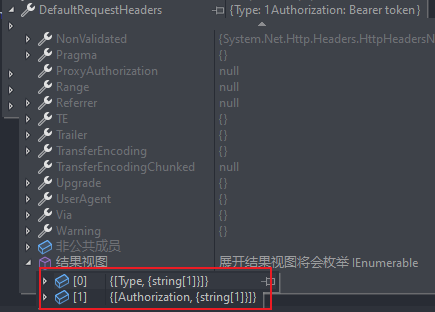 DefaultRequestHeaders {Type: 1Authorization: Bearer token}
NonValidated {System.Net.Http.Headers.HttpHeadersN
Pragma {}
ProxyAuthorization null
Range null
Referrer null
TE {}
Trailer {}
TransferEncoding {}
TransferEncodingChunked null
Upgrade {}
UserAgent {}
Via {}
Warning {}
非公共成员
结果视图 展开结果视图将会枚举 IEnumerable
[0] {[Type, {string[1]}]}
[1] {[Authorization, {string[1]}]}